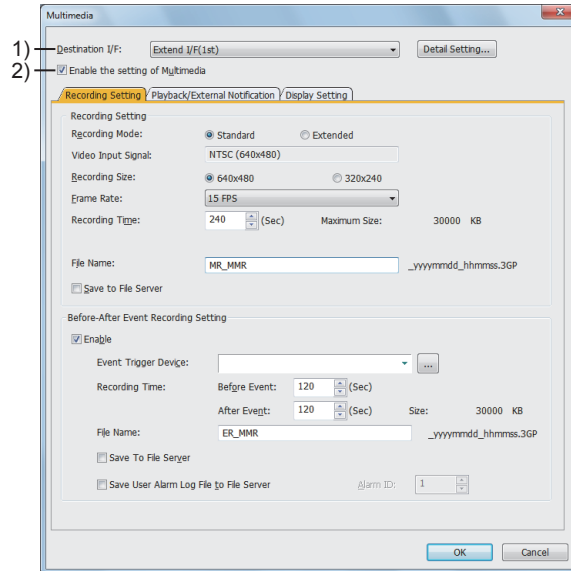 Multimedia
1) Destination I/F: Extend I/F(1st) Detail Setting...
2) Enable the setting of Multimedia
Recording Setting Playback/External Notification Display Setting
Recording Setting
Recording Mode: Standard Extended
Video Input Signal: NTSC (640x480)
Recording Size: 640x480 320x240
Frame Rate: 15 FPS
Recording Time: 240 (Sec) Maximum Size: 30000 KB
File Name: MR_MMR _yyyymmdd_hhmmss.3GP
Save to File Server
Before-After Event Recording Setting
Enable
Event Trigger Device: ...
Recording Time: Before Event: 120 (Sec)
After Event: 120 (Sec) Size: 30000 KB
File Name: ER_MMR _yyyymmdd_hhmmss.3GP
Save To File Server
Save User Alarm Log File to File Server Alarm ID: 1
OK Cancel